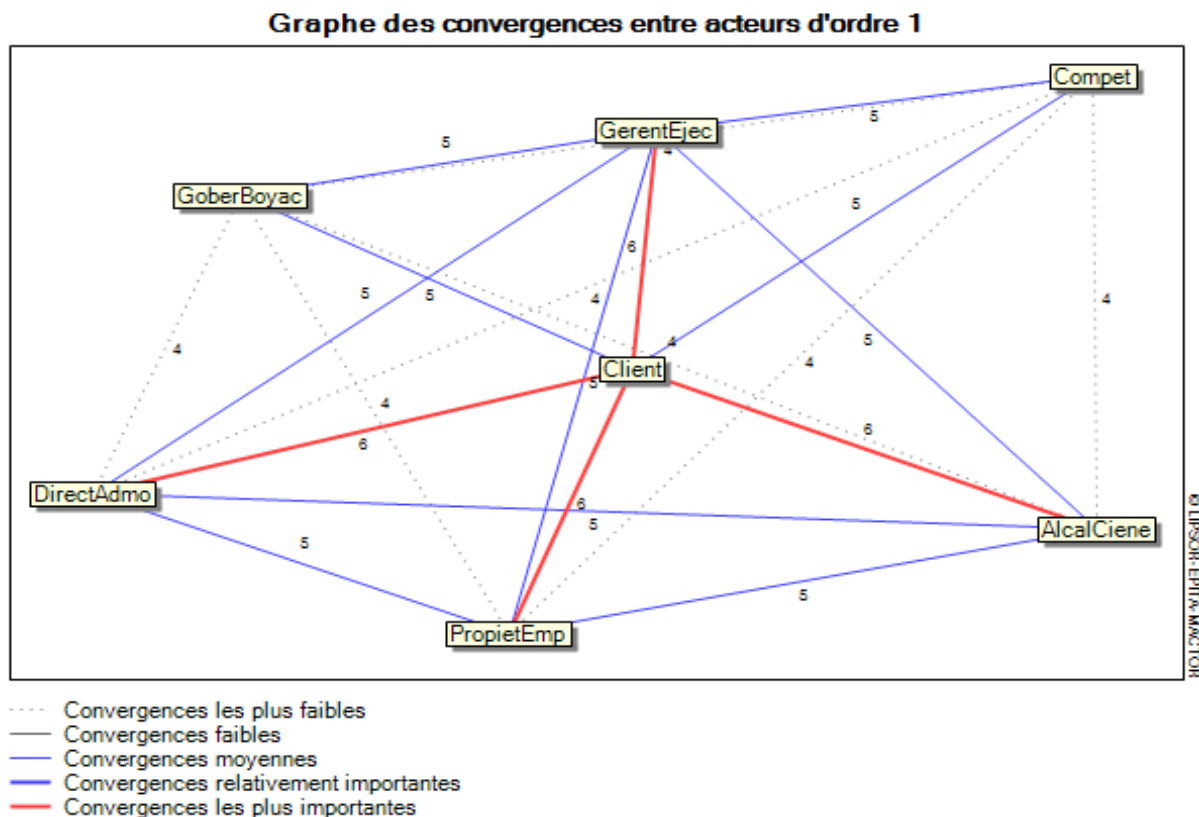 Graphe des convergences entre acteurs d'ordre 1
Compet
5
GerentEjec
5
4
GoberBoyac
5
6
5
5
4
4
5
4
4
4
Client
5
4
6
6
DirectAdmo
6
5
AlcalCiene
5
5
PropietEmp
© LIPSOR-EPITA-MACTOR
Convergences les plus faibles
Convergences faibles
Convergences moyennes
Convergences relativement importantes
Convergences les plus importantes